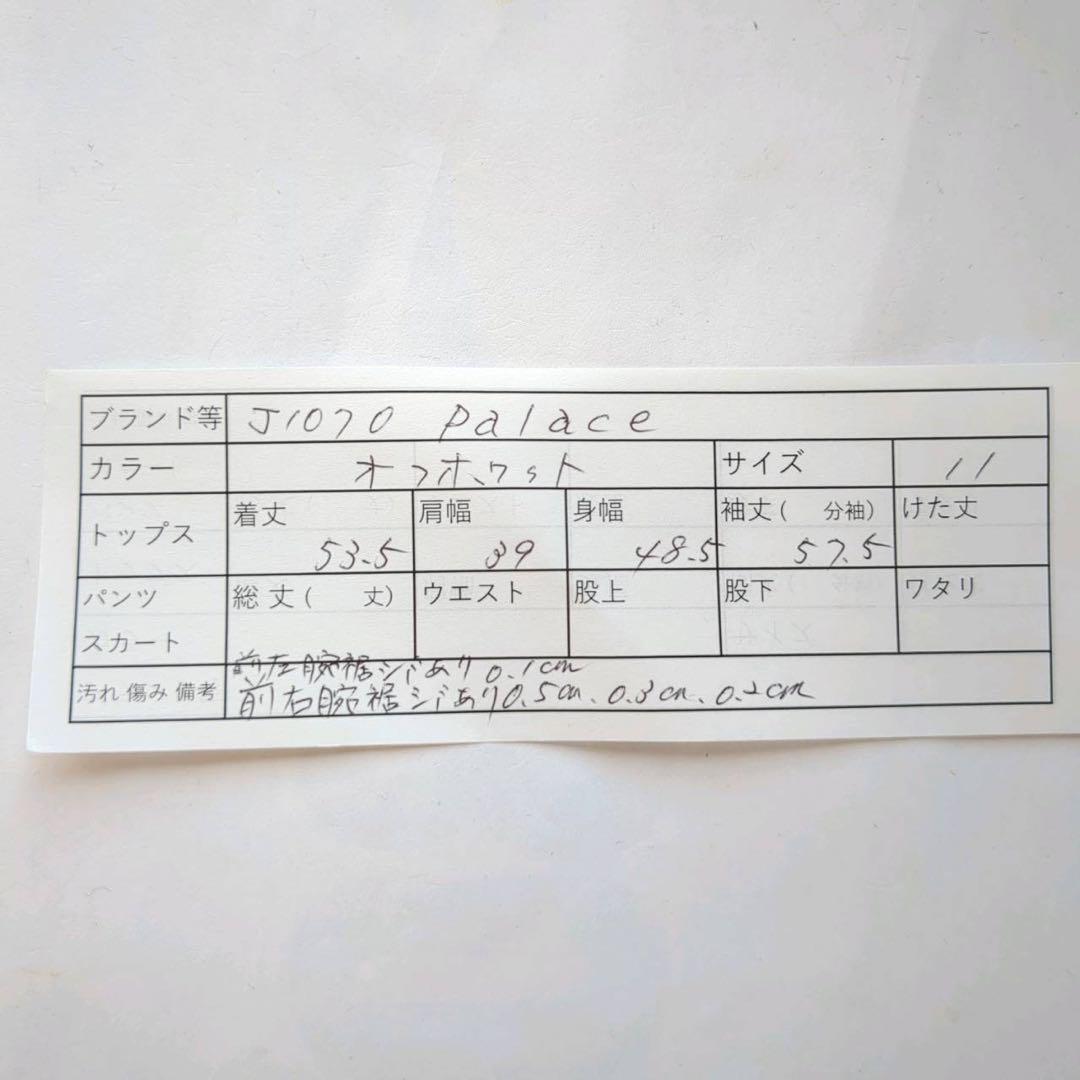 ブランド等 J1070 palace
カラー オフホワット サイズ 11
トップス 着丈 53.5 肩幅 39 身幅 48.5 袖丈( 分袖) 57.5 けた丈
パンツ スカート 総丈( 丈) ウエスト 股上 股下 ワタリ
前左腕裾シミあり 0.1cm
汚れ 傷み 備考 前右腕裾シミあり0.5cm、0.3cm、0.2cm